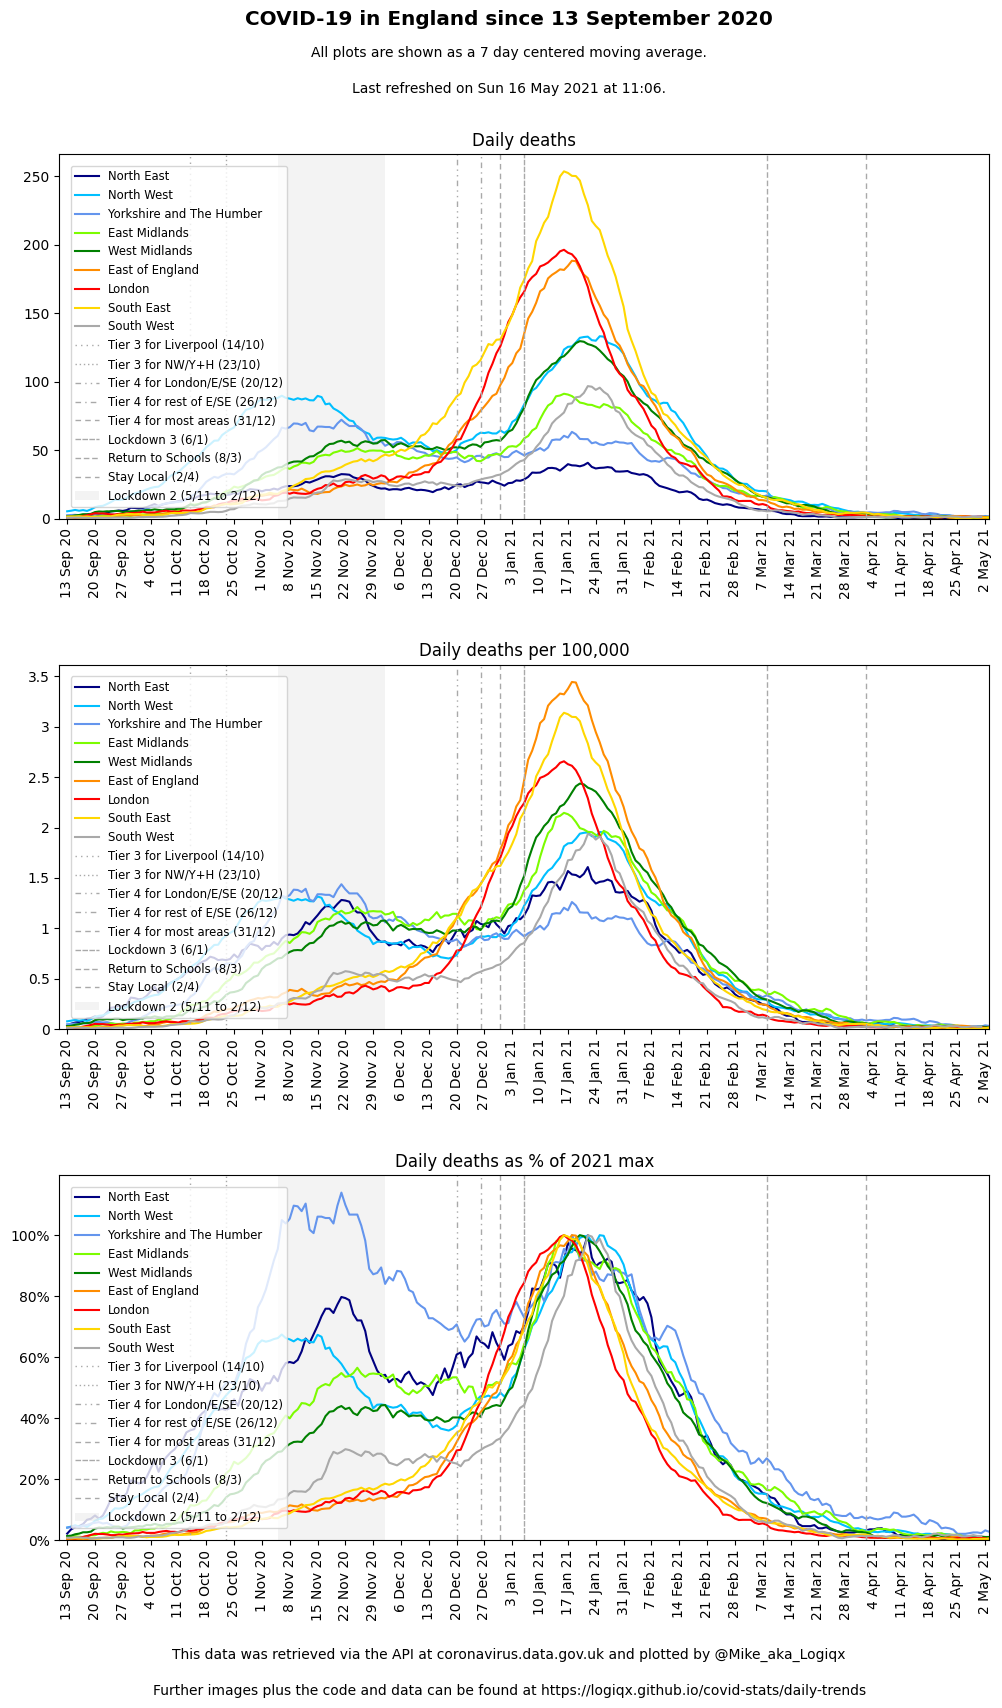 COVID-19 in England since 13 September 2020
All plots are shown as a 7 day centered moving average.
Last refreshed on Sun 16 May 2021 at 11:06.
Daily deaths
250
200
150
100
50
0
North East
North West
Yorkshire and The Humber
East Midlands
West Midlands
East of England
London
South East
South West
Tier 3 for Liverpool (14/10)
Tier 3 for NW/Y+H (23/10)
Tier 4 for London/E/SE (20/12)
Tier 4 for rest of E/SE (26/12)
Tier 4 for most areas (31/12)
Lockdown 3 (6/1)
Return to Schools (8/3)
Stay Local (2/4)
Lockdown 2 (5/11 to 2/12)
13 Sep 20
20 Sep 20
27 Sep 20
4 Oct 20
11 Oct 20
18 Oct 20
25 Oct 20
1 Nov 20
8 Nov 20
15 Nov 20
22 Nov 20
29 Nov 20
6 Dec 20
13 Dec 20
20 Dec 20
27 Dec 20
3 Jan 21
10 Jan 21
17 Jan 21
24 Jan 21
31 Jan 21
7 Feb 21
14 Feb 21
21 Feb 21
28 Feb 21
7 Mar 21
14 Mar 21
21 Mar 21
28 Mar 21
4 Apr 21
11 Apr 21
18 Apr 21
25 Apr 21
2 May 21
Daily deaths per 100,000
3.5
3
2.5
2
1.5
1
0.5
0
North East
North West
Yorkshire and The Humber
East Midlands
West Midlands
East of England
London
South East
South West
Tier 3 for Liverpool (14/10)
Tier 3 for NW/Y+H (23/10)
Tier 4 for London/E/SE (20/12)
Tier 4 for rest of E/SE (26/12)
Tier 4 for most areas (31/12)
Lockdown 3 (6/1)
Return to Schools (8/3)
Stay Local (2/4)
Lockdown 2 (5/11 to 2/12)
13 Sep 20
20 Sep 20
27 Sep 20
4 Oct 20
11 Oct 20
18 Oct 20
25 Oct 20
1 Nov 20
8 Nov 20
15 Nov 20
22 Nov 20
29 Nov 20
6 Dec 20
13 Dec 20
20 Dec 20
27 Dec 20
3 Jan 21
10 Jan 21
17 Jan 21
24 Jan 21
31 Jan 21
7 Feb 21
14 Feb 21
21 Feb 21
28 Feb 21
7 Mar 21
14 Mar 21
21 Mar 21
28 Mar 21
4 Apr 21
11 Apr 21
18 Apr 21
25 Apr 21
2 May 21
Daily deaths as % of 2021 max
100%
80%
60%
40%
20%
0%
North East
North West
Yorkshire and The Humber
East Midlands
West Midlands
East of England
London
South East
South West
Tier 3 for Liverpool (14/10)
Tier 3 for NW/Y+H (23/10)
Tier 4 for London/E/SE (20/12)
Tier 4 for rest of E/SE (26/12)
Tier 4 for most areas (31/12)
Lockdown 3 (6/1)
Return to Schools (8/3)
Stay Local (2/4)
Lockdown 2 (5/11 to 2/12)
13 Sep 20
20 Sep 20
27 Sep 20
4 Oct 20
11 Oct 20
18 Oct 20
25 Oct 20
1 Nov 20
8 Nov 20
15 Nov 20
22 Nov 20
29 Nov 20
6 Dec 20
13 Dec 20
20 Dec 20
27 Dec 20
3 Jan 21
10 Jan 21
17 Jan 21
24 Jan 21
31 Jan 21
7 Feb 21
14 Feb 21
21 Feb 21
28 Feb 21
7 Mar 21
14 Mar 21
21 Mar 21
28 Mar 21
4 Apr 21
11 Apr 21
18 Apr 21
25 Apr 21
2 May 21
This data was retrieved via the API at coronavirus.data.gov.uk and plotted by @Mike_aka_Logiqx
Further images plus the code and data can be found at https://logiqx.github.io/covid-stats/daily-trends